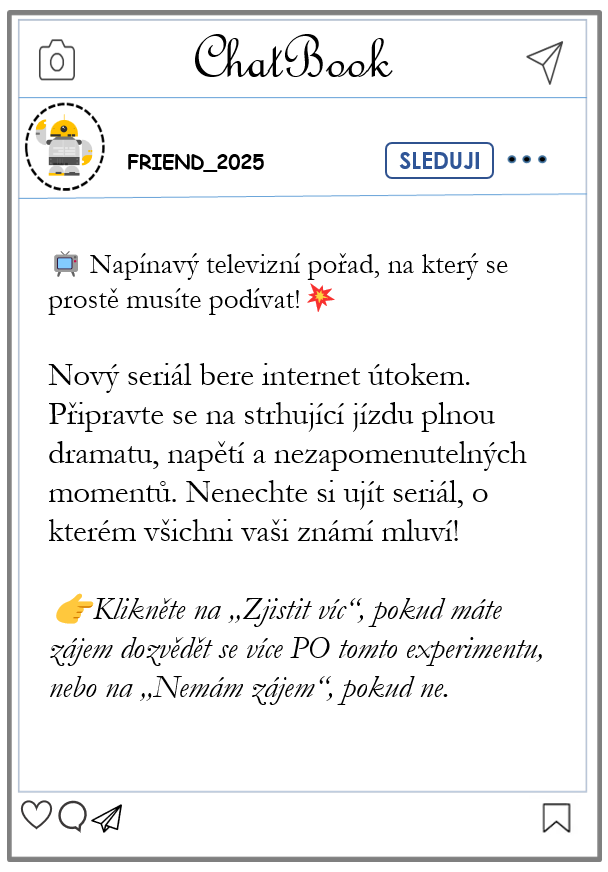 ChatBook
FRIEND_2025
SLEDUJI
Napínavý televizní pořad, na který se
prostě musíte podívat!
Nový seriál bere internet útokem.
Připravte se na strhující jízdu plnou
dramatu, napětí a nezapomenutelných
momentů. Nenechte si ujít seriál, o
kterém všichni vaši známí mluví!
Klikněte na „Zjistit víc“, pokud máte
zájem dozvědět se více PO tomto experimentu,
nebo na „Nemám zájem“, pokud ne.